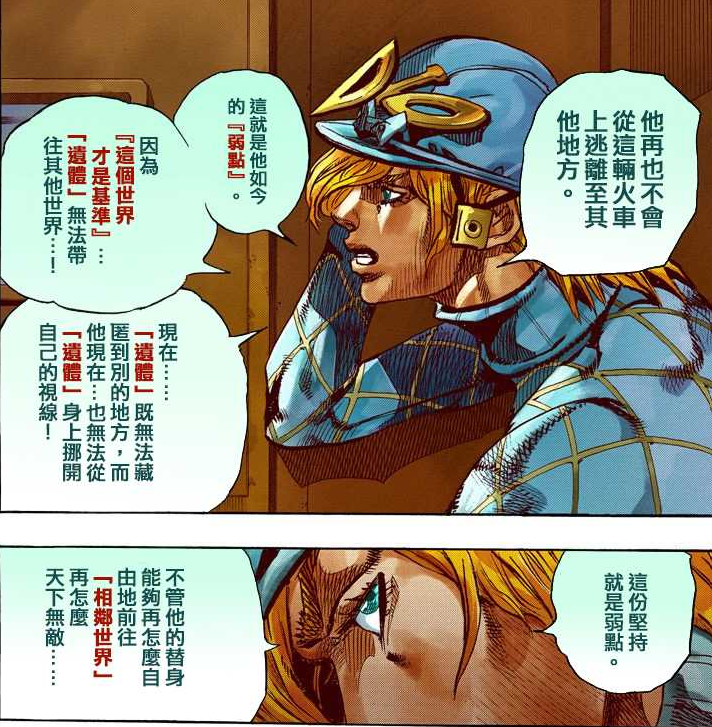 他再也不會
從這輛火車
上逃離至其
他地方。
這就是他如今
的『弱點』。
因為
『這個世界
才是基準』…
「遺體」無法帶
往其他世界…！
現在……
「遺體」既無法藏
匿到別的地方，而
他現在…也無法從
「遺體」身上挪開
自己的視線！
這份堅持
就是弱點。
不管他的替身
能夠再怎麼自
由地前往
「相鄰世界」
再怎麼
天下無敵……